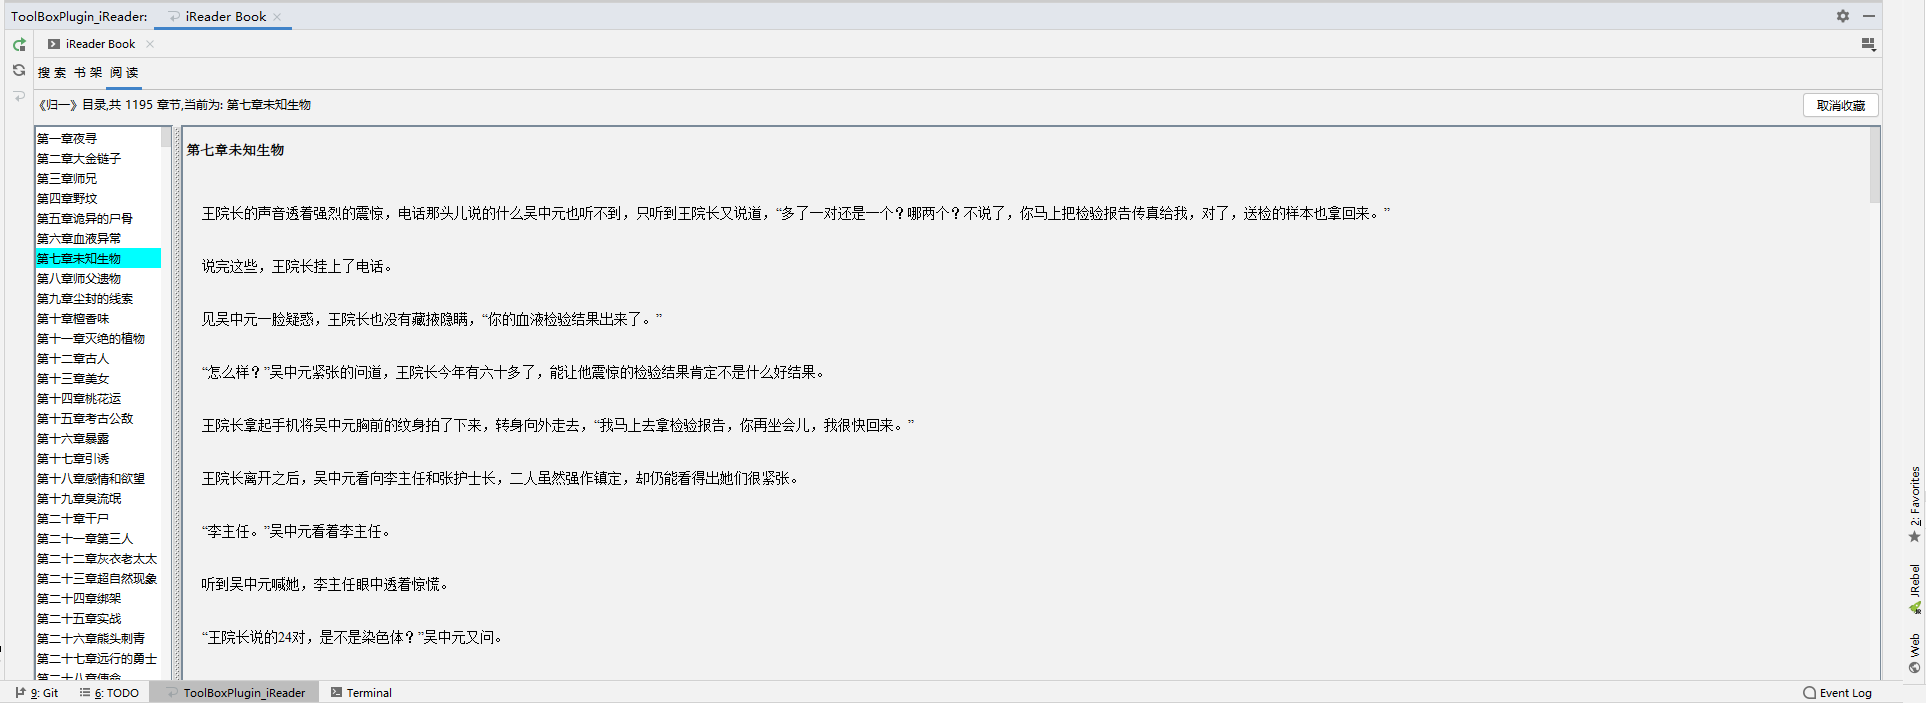 ToolBoxPlugin_iReader:
iReader Book
iReader Book
搜 索 书 架 阅 读
《归一》目录,共 1195 章节,当前为: 第七章未知生物
取消收藏
第一章夜寻
第二章大金链子
第三章师兄
第四章野坟
第五章诡异的尸骨
第六章血液异常
第七章未知生物
第八章师父遗物
第九章尘封的线索
第十章檀香味
第十一章灭绝的植物
第十二章古人
第十三章美女
第十四章桃花运
第十五章考古公敌
第十六章暴露
第十七章引诱
第十八章感情和欲望
第十九章臭流氓
第二十章干尸
第二十一章第三人
第二十二章灰衣老太太
第二十三章超自然现象
第二十四章绑架
第二十五章实战
第二十六章熊头刺青
第二十七章远行的勇士
第二十八章使命
第七章未知生物
王院长的声音透着强烈的震惊，电话那头儿说的什么吴中元也听不到，只听到王院长又说道，“多了一对还是一个？哪两个？不说了，你马上把检验报告传真给我，对了，送检的样本也拿回来。”
说完这些，王院长挂上了电话。
见吴中元一脸疑惑，王院长也没有藏掖隐瞒，“你的血液检验结果出来了。”
“怎么样？”吴中元紧张的问道，王院长今年有六十多了，能让他震惊的检验结果肯定不是什么好结果。
王院长拿起手机将吴中元胸前的纹身拍了下来，转身向外走去，“我马上去拿检验报告，你再坐会儿，我很快回来。”
王院长离开之后，吴中元看向李主任和张护士长，二人虽然强作镇定，却仍能看得出她们很紧张。
“李主任。”吴中元看着李主任。
听到吴中元喊她，李主任眼中透着惊慌。
“王院长说的24对，是不是染色体？”吴中元又问。
2: Favorites
JRebel
Web
9: Git
6: TODO
ToolBoxPlugin_iReader
Terminal
Event Log